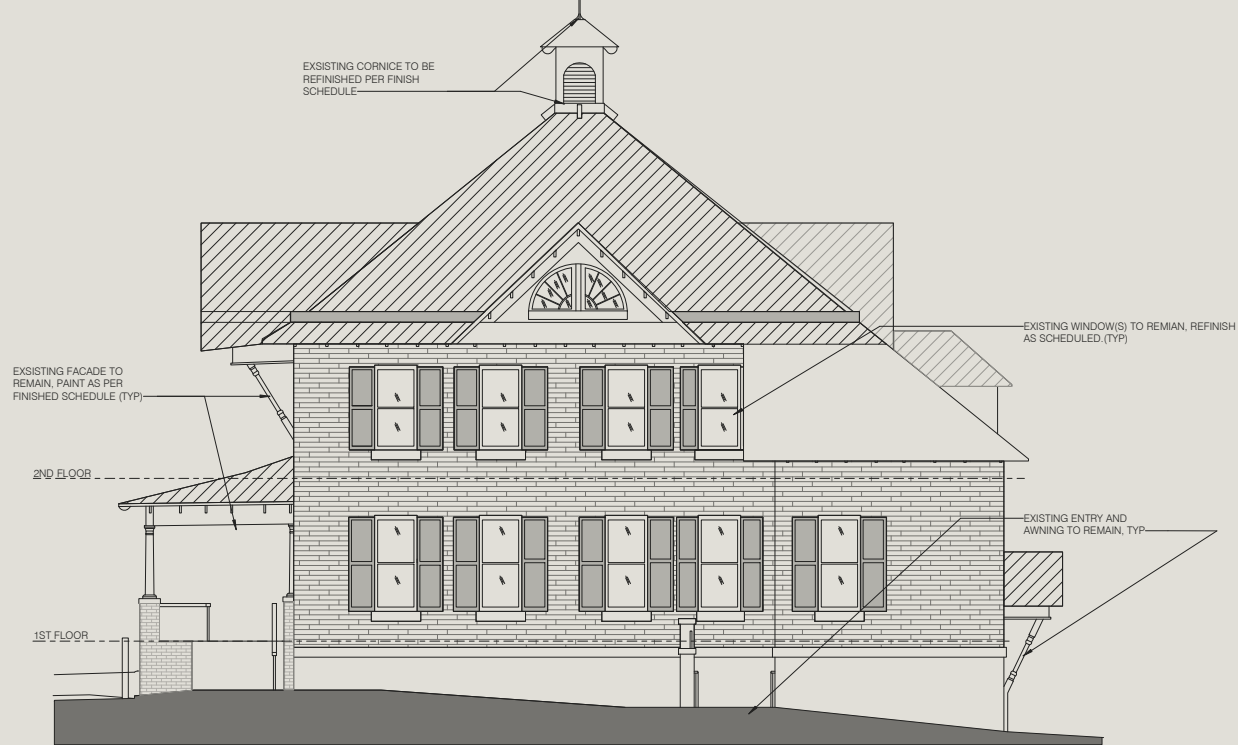 EXSISTING CORNICE TO BE
REFINISHED PER FINISH
SCHEDULE
EXISTING WINDOW(S) TO REMIAN, REFINISH
AS SCHEDULED.(TYP)
EXSISTING FACADE TO
REMAIN, PAINT AS PER
FINISHED SCHEDULE (TYP)
2ND FLOOR
EXSISTING ENTRY AND
AWNING TO REMAIN, TYP
1ST FLOOR